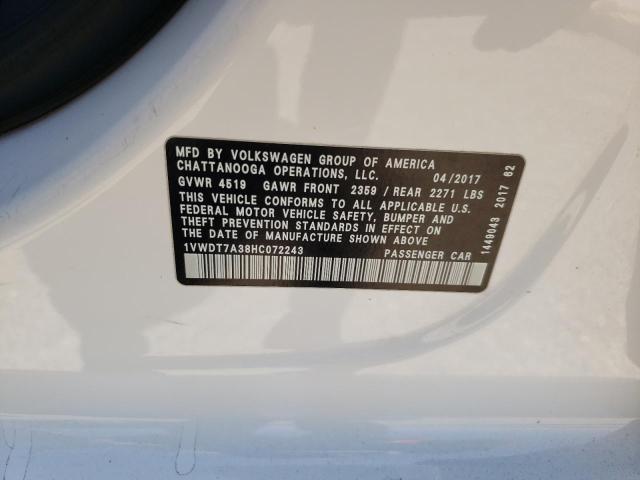 MFD BY VOLKSWAGEN GROUP OF AMERICA
CHATTANOOGA OPERATIONS, LLC. 04/2017
GVWR 4519 GAWR FRONT 2359 / REAR 2271 LBS
THIS VEHICLE CONFORMS TO ALL APPLICABLE U.S.
FEDERAL MOTOR VEHICLE SAFETY, BUMPER AND
THEFT PREVENTION STANDARDS IN EFFECT ON
THE DATE OF MANUFACTURE SHOWN ABOVE
1VWDT7A38HC072243 PASSENGER CAR
1449043 2017 62